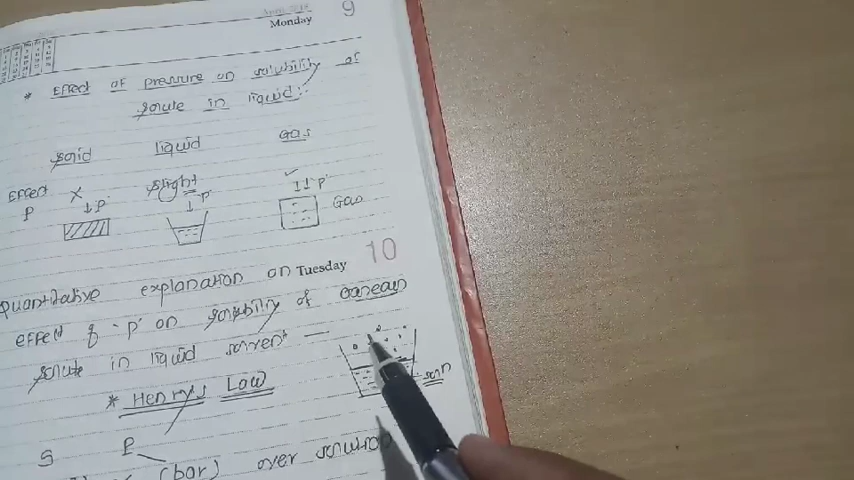 Monday 9
* Effect of pressure on solubility of
solute in liquid :-
solid liquid Gas
Effect P X slight ✓
↓P ↓P ↓↓P
Gas
Tuesday 10
Quantitative explanation on
effect of 'P' on solubility of gaseous
solute in liquid solvent —
* Henry's Law
soln
S P
(bar) over solution